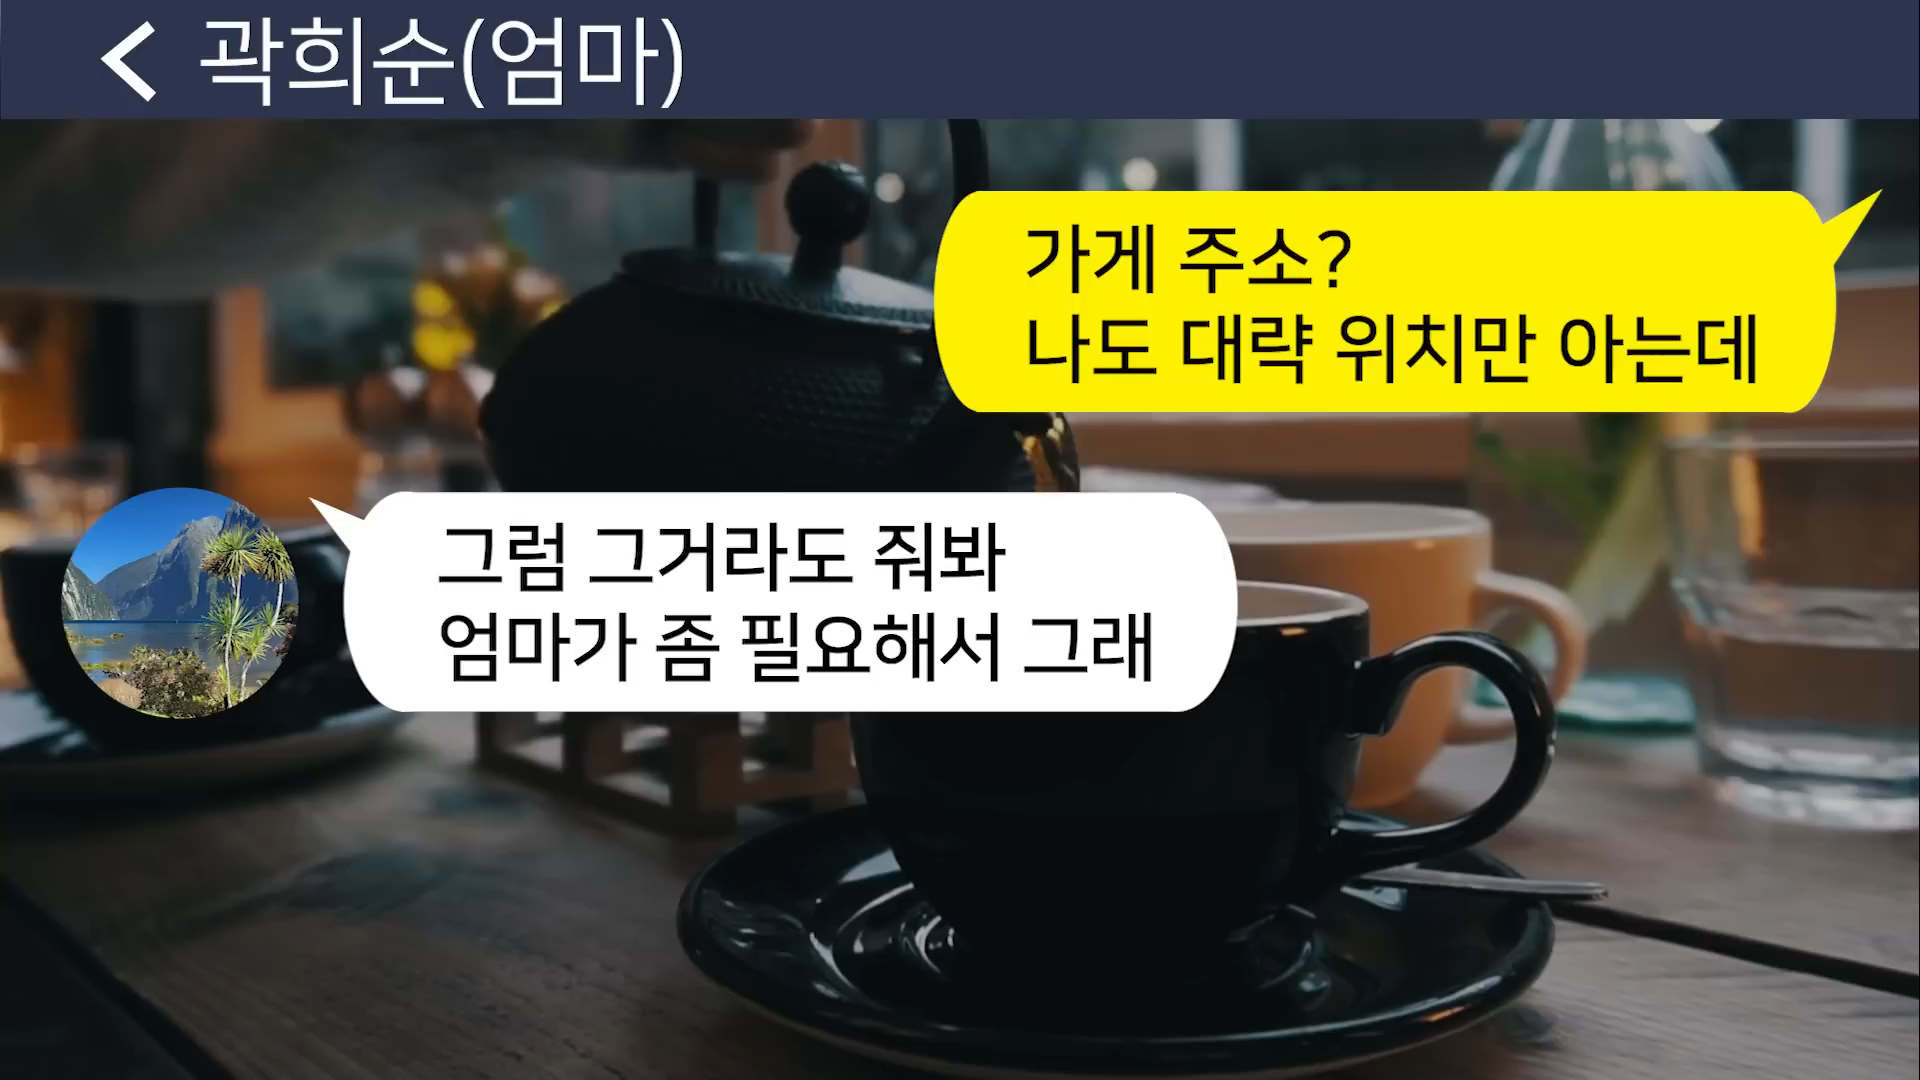 곽희순(엄마)
가게 주소?
나도 대략 위치만 아는데
그럼 그거라도 줘봐
엄마가 좀 필요해서 그래